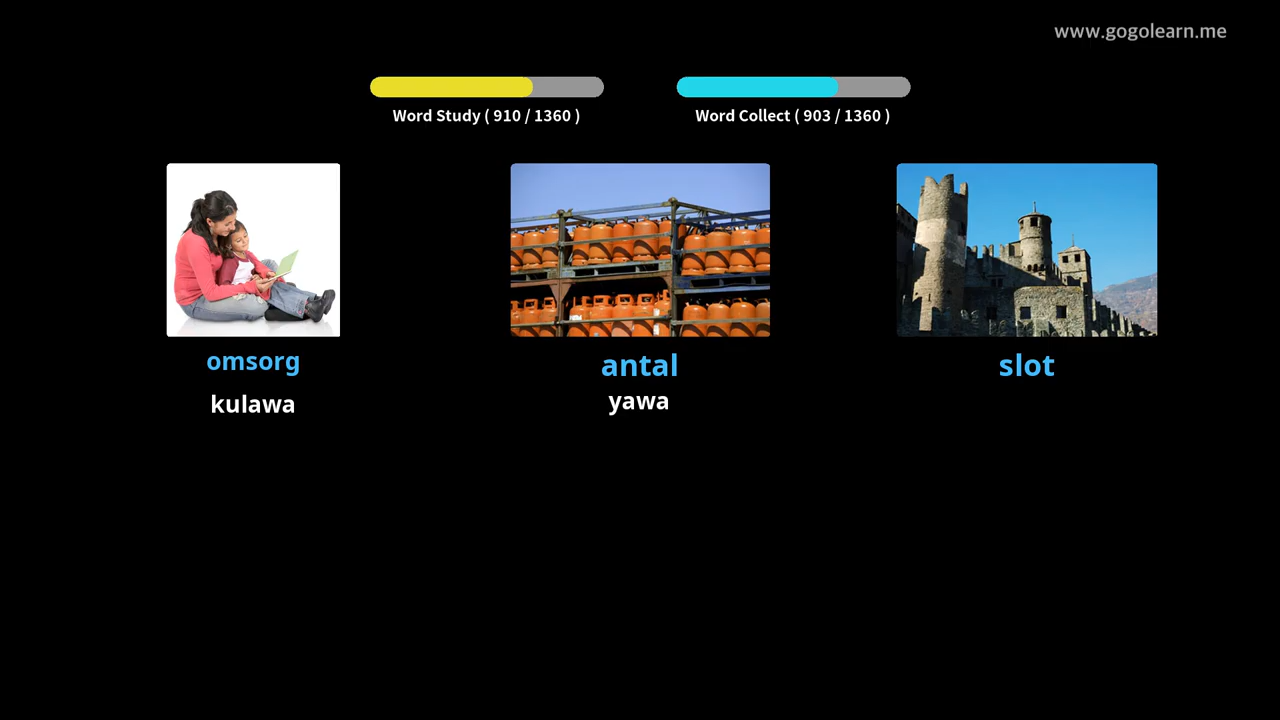 www.gogolearn.me
Word Study ( 910 / 1360 )
Word Collect ( 903 / 1360 )
omsorg
antal
slot
kulawa
yawa